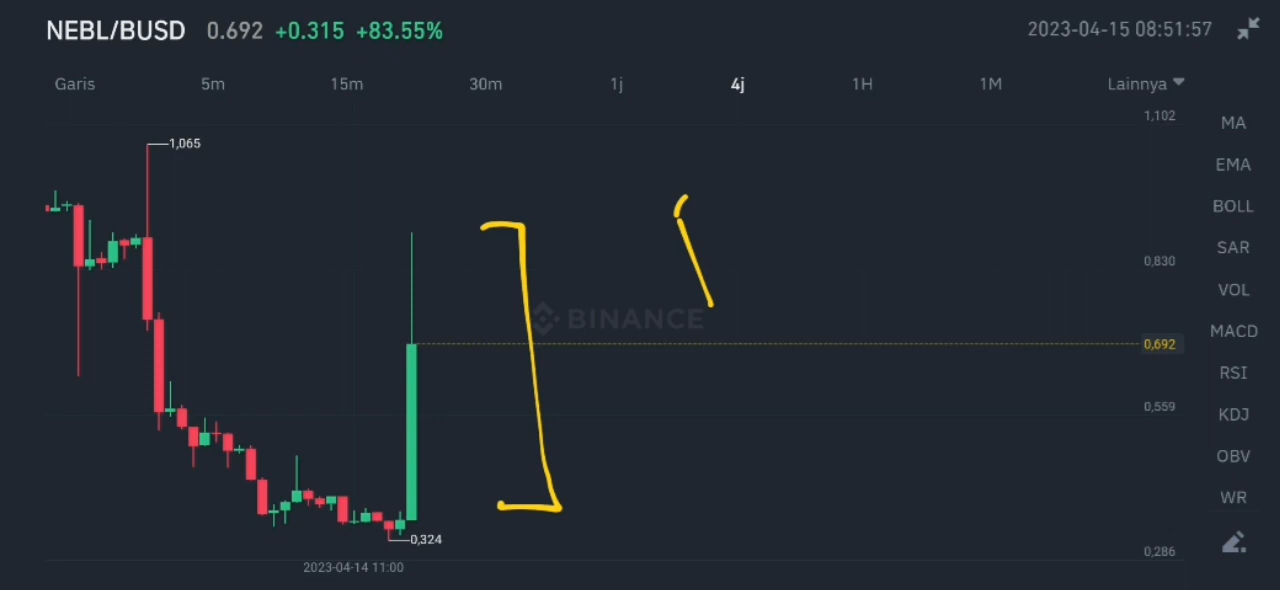 NEBL/BUSD 0.692 +0.315 +83.55% 2023-04-15 08:51:57
Garis 5m 15m 30m 1j 4j 1H 1M Lainnya
1,102
MA
1,065
EMA
BOLL
SAR
0,830
VOL
BINANCE
MACD
0,692
RSI
0,559
KDJ
OBV
WR
0,324
0,286
2023-04-14 11:00